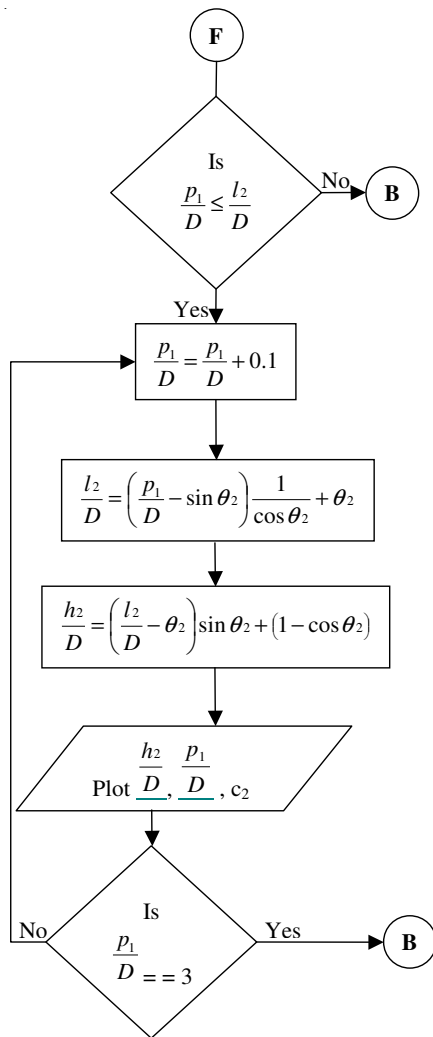 F
Is
p₁/D ≤ l₂/D
No
B
Yes
p₁/D = p₁/D + 0.1
l₂/D = (p₁/D − sin θ₂) 1/cos θ₂ + θ₂
h₂/D = (l₂/D − θ₂) sin θ₂ + (1 − cos θ₂)
Plot h₂/D, p₁/D , c₂
Is
p₁/D = = 3
No
Yes
B